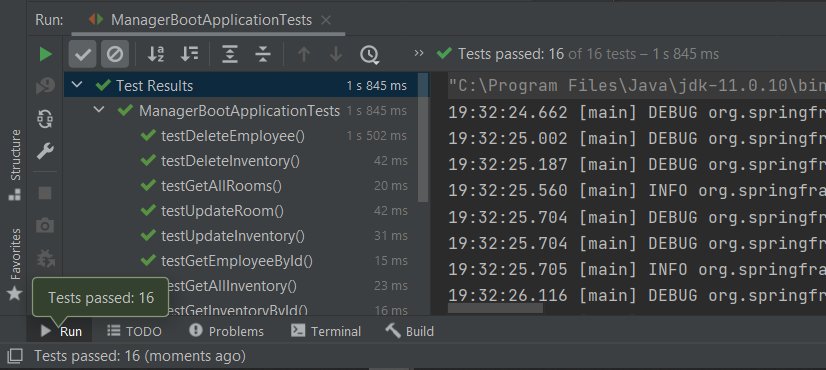 Run: ManagerBootApplicationTests
Tests passed: 16 of 16 tests – 1 s 845 ms
Test Results 1 s 845 ms
ManagerBootApplicationTests 1 s 845 ms
testDeleteEmployee() 1 s 502 ms
testDeleteInventory() 42 ms
testGetAllRooms() 20 ms
testUpdateRoom() 42 ms
testUpdateInventory() 31 ms
testGetEmployeeById() 15 ms
testGetAllInventory() 23 ms
testGetInventoryById() 16 ms
"C:\Program Files\Java\jdk-11.0.10\bin
19:32:24.662 [main] DEBUG org.springfr
19:32:25.002 [main] DEBUG org.springfr
19:32:25.187 [main] DEBUG org.springfr
19:32:25.560 [main] INFO org.springfra
19:32:25.704 [main] DEBUG org.springfr
19:32:25.704 [main] DEBUG org.springfr
19:32:25.705 [main] INFO org.springfra
19:32:26.116 [main] DEBUG org.springfr
Structure
Favorites
Tests passed: 16
Run TODO Problems Terminal Build
Tests passed: 16 (moments ago)